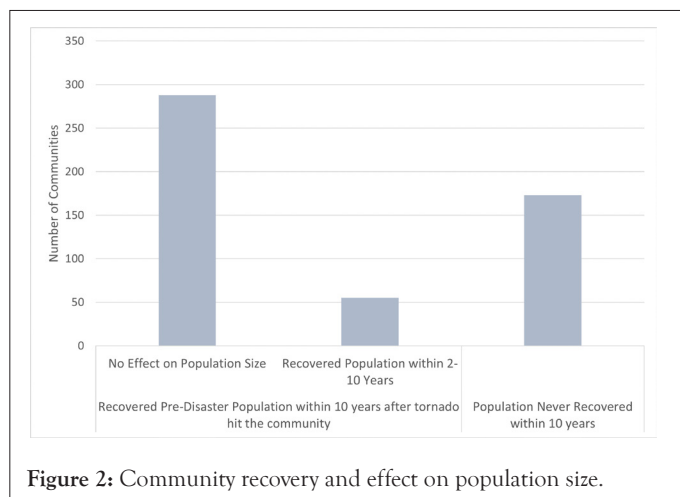 350
300
250
200
150
100
50
0
Number of Communities
No Effect on Population Size
Recovered Population within 2-
10 Years
Recovered Pre-Disaster Population within 10 years after tornado
hit the community
Population Never Recovered
within 10 years
Figure 2: Community recovery and effect on population size.